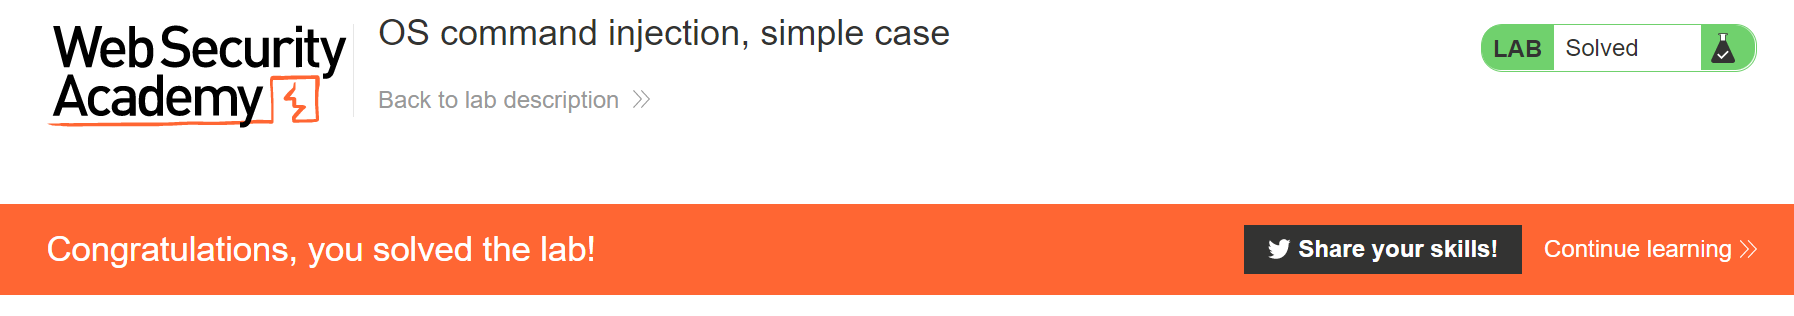 Web Security
Academy
OS command injection, simple case
Back to lab description
LAB Solved
Congratulations, you solved the lab!
Share your skills!
Continue learning